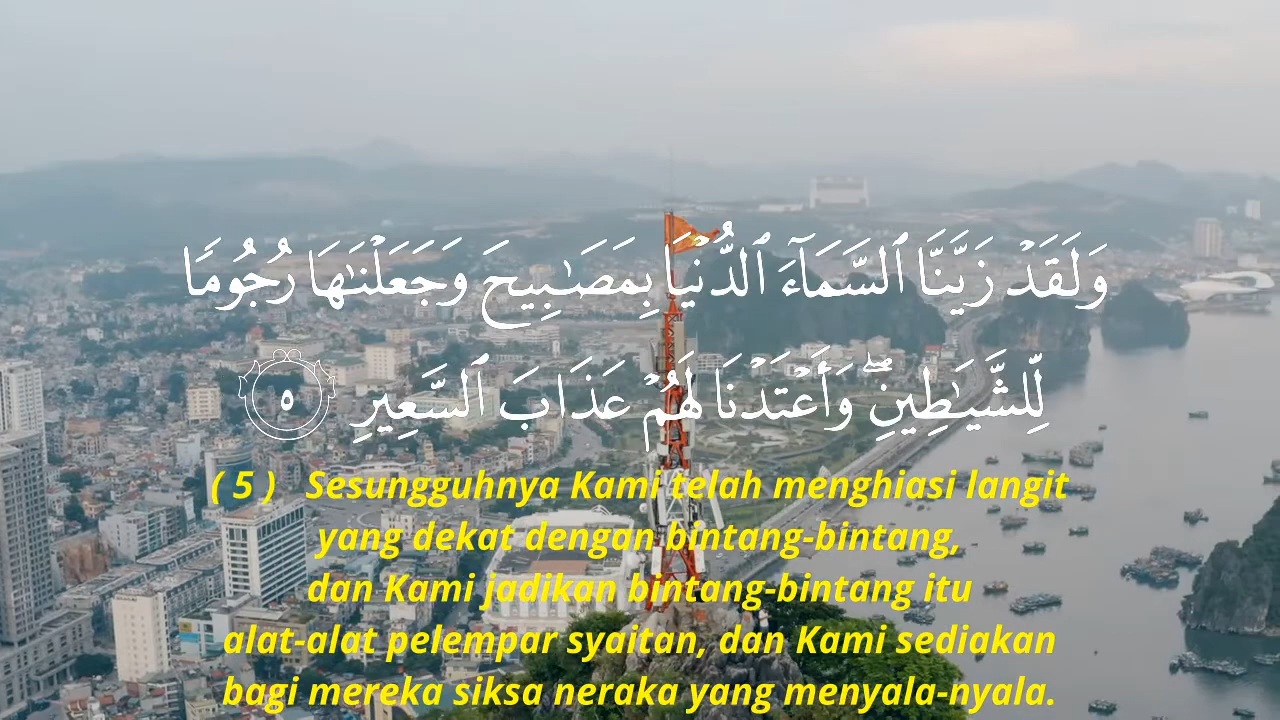 وَلَقَدۡ زَيَّنَّا ٱلسَّمَآءَ ٱلدُّنۡيَا بِمَصَٰبِيحَ وَجَعَلۡنَٰهَا رُجُومٗا
لِّلشَّيَٰطِينِۖ وَأَعۡتَدۡنَا لَهُمۡ عَذَابَ ٱلسَّعِيرِ ٥
( 5 ) Sesungguhnya Kami telah menghiasi langit
yang dekat dengan bintang-bintang,
dan Kami jadikan bintang-bintang itu
alat-alat pelempar syaitan, dan Kami sediakan
bagi mereka siksa neraka yang menyala-nyala.